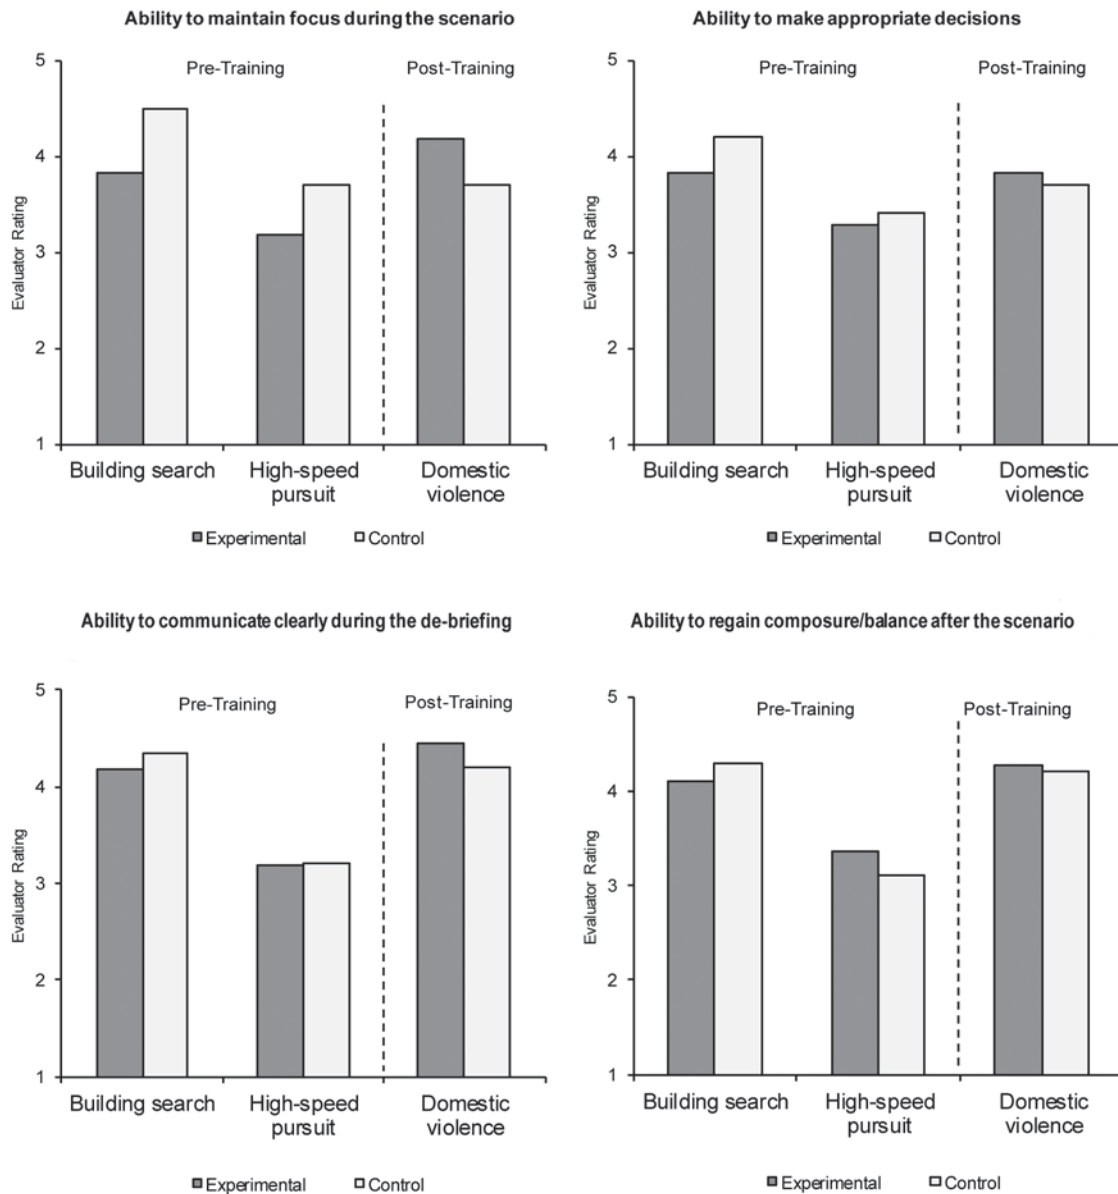 Ability to maintain focus during the scenario
5
Pre-Training
Post-Training
4
3
2
1
Evaluator Rating
Building search
High-speed
pursuit
Domestic
violence
Experimental
Control
Ability to make appropriate decisions
5
Pre-Training
Post-Training
4
3
2
1
Evaluator Rating
Building search
High-speed
pursuit
Domestic
violence
Experimental
Control
Ability to communicate clearly during the de-briefing
5
Pre-Training
Post-Training
4
3
2
1
Evaluator Rating
Building search
High-speed
pursuit
Domestic
violence
Experimental
Control
Ability to regain composure/balance after the scenario
5
Pre-Training
Post-Training
4
3
2
1
Evaluator Rating
Building search
High-speed
pursuit
Domestic
violence
Experimental
Control